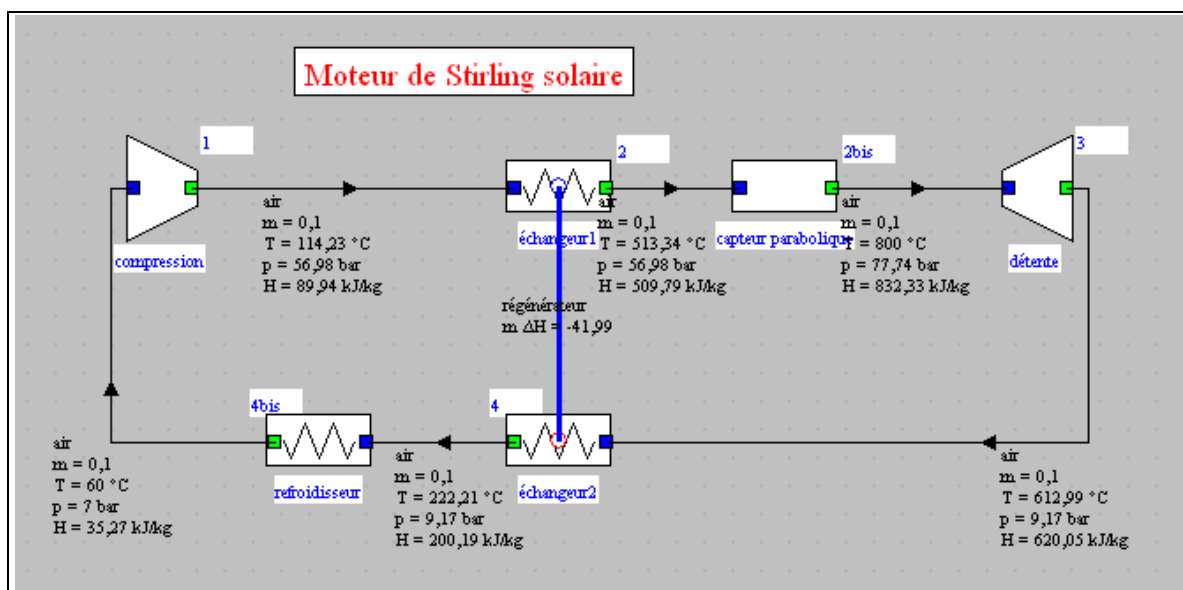 Moteur de Stirling solaire
1
compression
air
m = 0,1
T = 114,23 °C
p = 56,98 bar
H = 89,94 kJ/kg
2
échangeur1
air
m = 0,1
T = 513,34 °C
p = 56,98 bar
H = 509,79 kJ/kg
2bis
capteur parabolique
air
m = 0,1
T = 800 °C
p = 77,74 bar
H = 832,33 kJ/kg
3
détente
régénérateur
m ΔH = -41,99
4bis
refroidisseur
air
m = 0,1
T = 60 °C
p = 7 bar
H = 35,27 kJ/kg
4
échangeur2
air
m = 0,1
T = 222,21 °C
p = 9,17 bar
H = 200,19 kJ/kg
air
m = 0,1
T = 612,99 °C
p = 9,17 bar
H = 620,05 kJ/kg